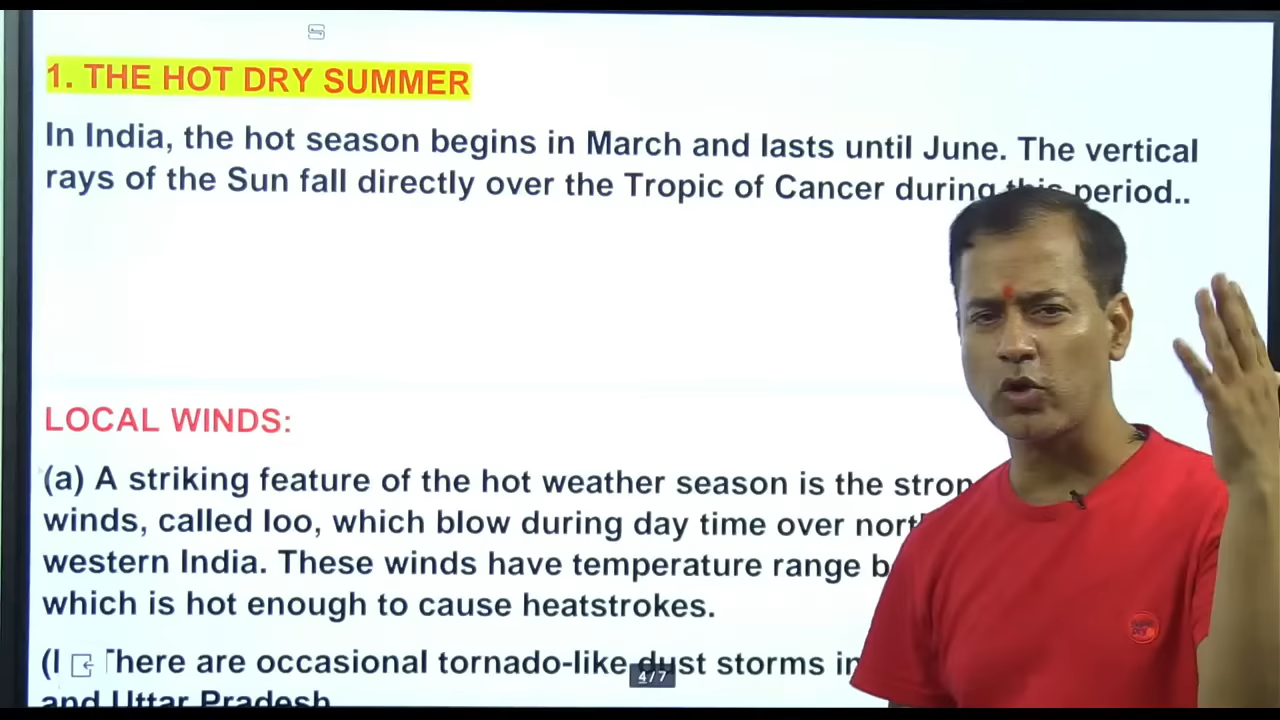 1. THE HOT DRY SUMMER
In India, the hot season begins in March and lasts until June. The vertical
rays of the Sun fall directly over the Tropic of Cancer during this period..
LOCAL WINDS:
(a) A striking feature of the hot weather season is the
winds, called loo, which blow during day time over
western India. These winds have temperature range
which is hot enough to cause heatstrokes.
There are occasional tornado-like dust storms in
4/7
and Uttar Pradesh